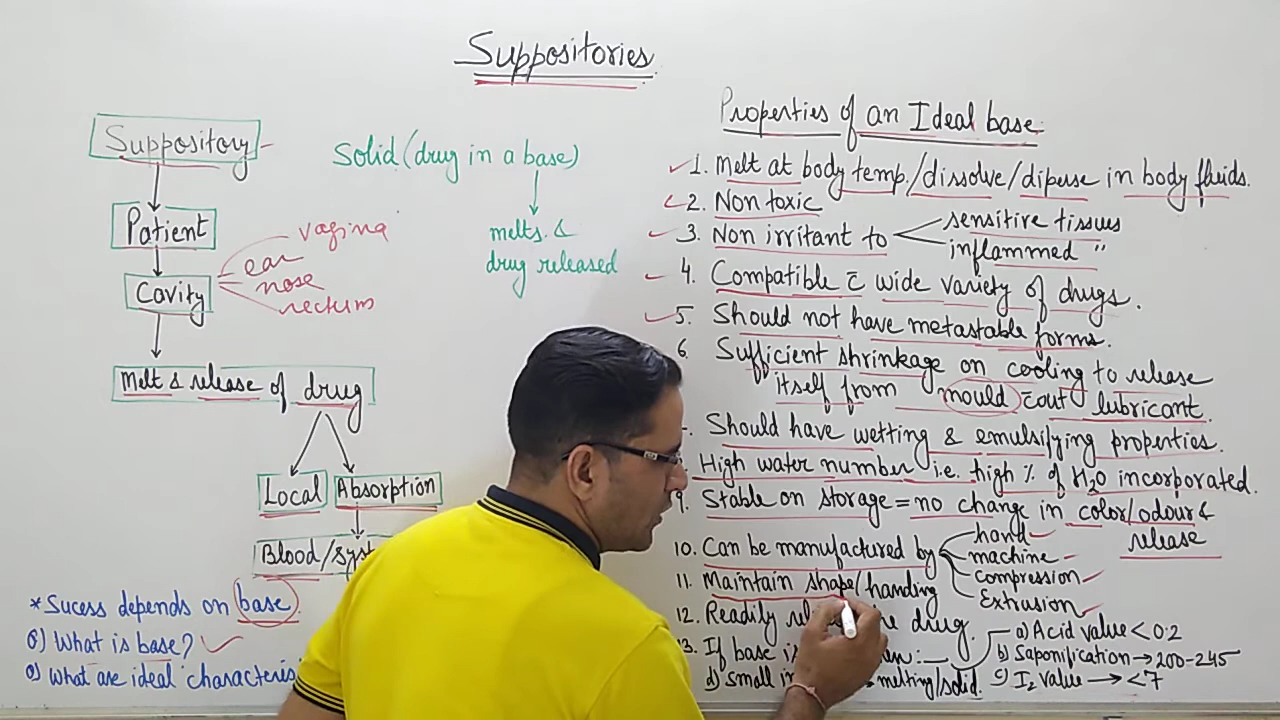 Suppositories
Suppository
Patient
Cavity
vagina
ear
nose
rectum
Melt & release of drug
Local
Absorption
Blood/syst
*Sucess depends on base.
Q) What is base?
Q) What are ideal characteris
Solid (drug in a base)
melts &
drug released
Properties of an Ideal base
1. Melt at body temp./dissolve/diperse in body fluids.
2. Non toxic
3. Non irritant to
sensitive tissues
inflammed "
4. Compatible c̄ wide variety of drugs.
5. Should not have metastable forms.
6. Sufficient shrinkage on cooling to release
itself from mould c̄out lubricant.
Should have wetting & emulsifying properties.
High water number i.e. high % of H2O incorporated.
9. Stable on storage = no change in color/odour &
release
10. Can be manufactured by
hand
machine
compression
Extrusion
11. Maintain shape/handing
12. Readily the drug.
13. If base is
a) Acid value < 0.2
b) Saponification → 200-245
c) I2 value → < 7
d) Small melting/solid.